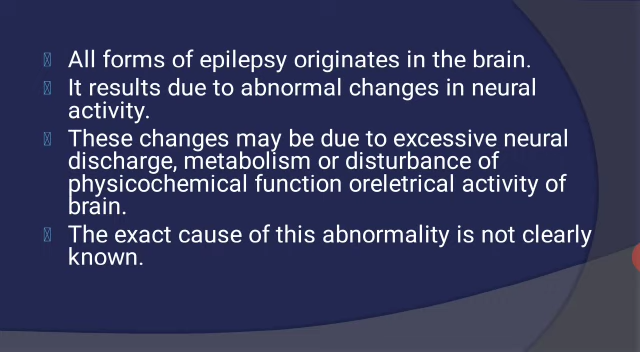 All forms of epilepsy originates in the brain.
It results due to abnormal changes in neural
activity.
These changes may be due to excessive neural
discharge, metabolism or disturbance of
physicochemical function oreletrical activity of
brain.
The exact cause of this abnormality is not clearly
known.